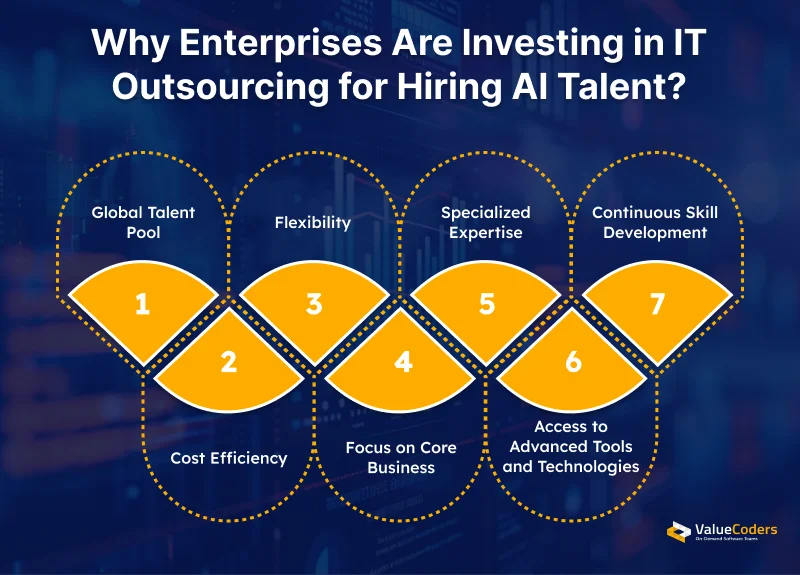 Why Enterprises Are Investing in IT
Outsourcing for Hiring AI Talent?
Global Talent
Pool
1
Cost Efficiency
2
Flexibility
3
Focus on Core
Business
4
Specialized
Expertise
5
Access to
Advanced Tools
and Technologies
6
Continuous Skill
Development
7
ValueCoders
On-Demand Software Teams